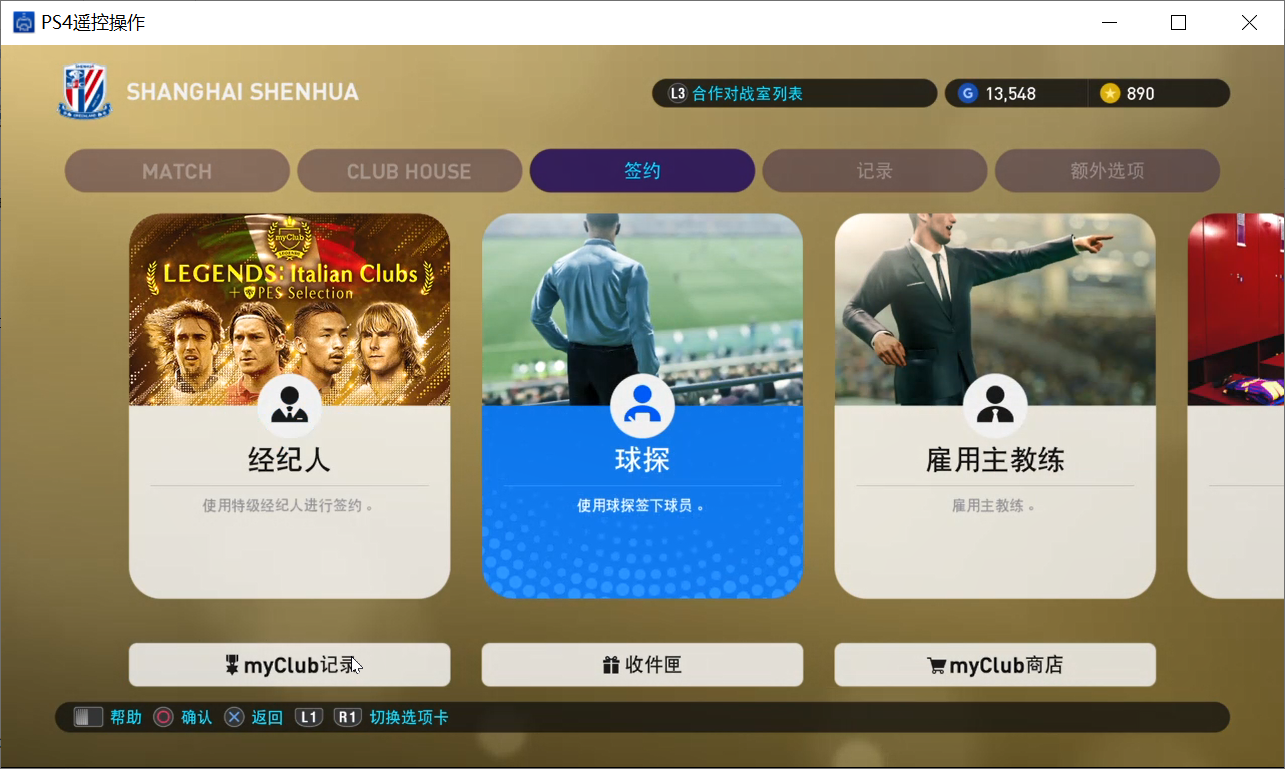 PS4遥控操作
SHANGHAI SHENHUA
L3 合作对战室列表
G 13,548
890
MATCH
CLUB HOUSE
签约
记录
额外选项
myClub
LEGENDS: Italian Clubs
+ PES Selection
经纪人
使用特级经纪人进行签约。
球探
使用球探签下球员。
雇用主教练
雇用主教练。
myClub记录
收件匣
myClub商店
帮助 确认 返回 L1 R1 切换选项卡